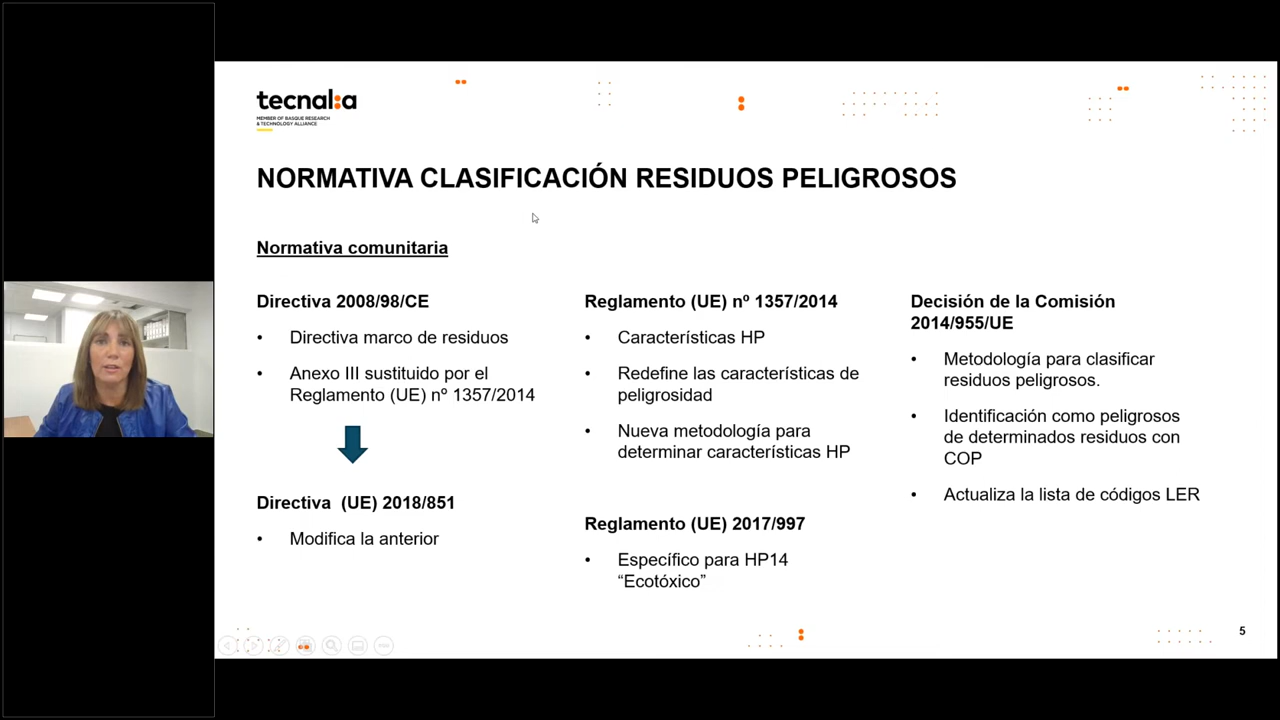 tecnal:a
MEMBER OF BASQUE RESEARCH
& TECHNOLOGY ALLIANCE
NORMATIVA CLASIFICACIÓN RESIDUOS PELIGROSOS
Normativa comunitaria
Directiva 2008/98/CE
• Directiva marco de residuos
• Anexo III sustituido por el
Reglamento (UE) nº 1357/2014
Directiva (UE) 2018/851
• Modifica la anterior
Reglamento (UE) nº 1357/2014
• Características HP
• Redefine las características de
peligrosidad
• Nueva metodología para
determinar características HP
Reglamento (UE) 2017/997
• Específico para HP14
“Ecotóxico”
Decisión de la Comisión
2014/955/UE
• Metodología para clasificar
residuos peligrosos.
• Identificación como peligrosos
de determinados residuos con
COP
• Actualiza la lista de códigos LER
5